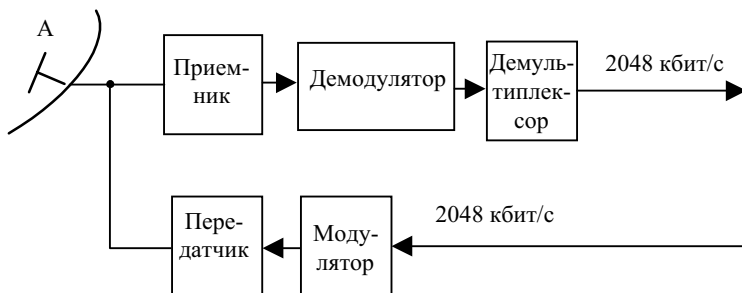 А
Прием-
ник
Демодулятор
Демуль-
типлек-
сор
2048 кбит/с
Пере-
датчик
Моду-
лятор
2048 кбит/с